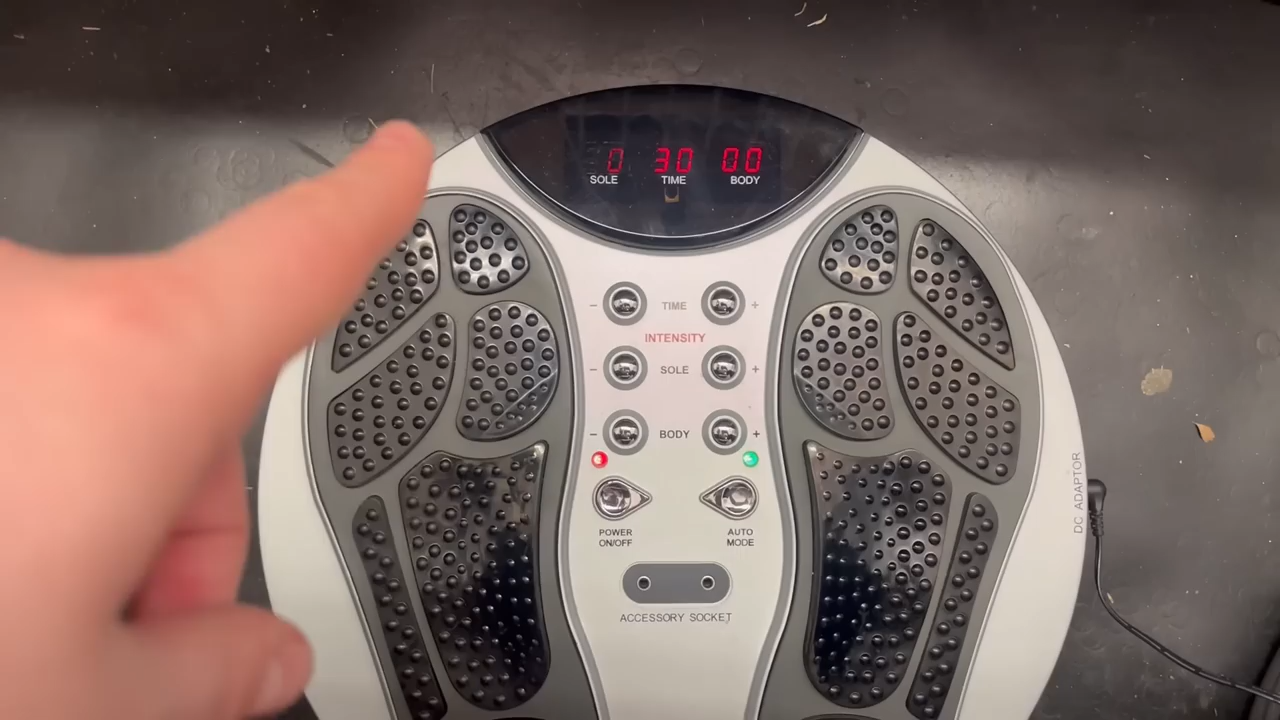 0 30 00
SOLE TIME BODY
- TIME +
INTENSITY
- SOLE +
- BODY +
POWER ON/OFF
AUTO MODE
ACCESSORY SOCKET
DC ADAPTOR